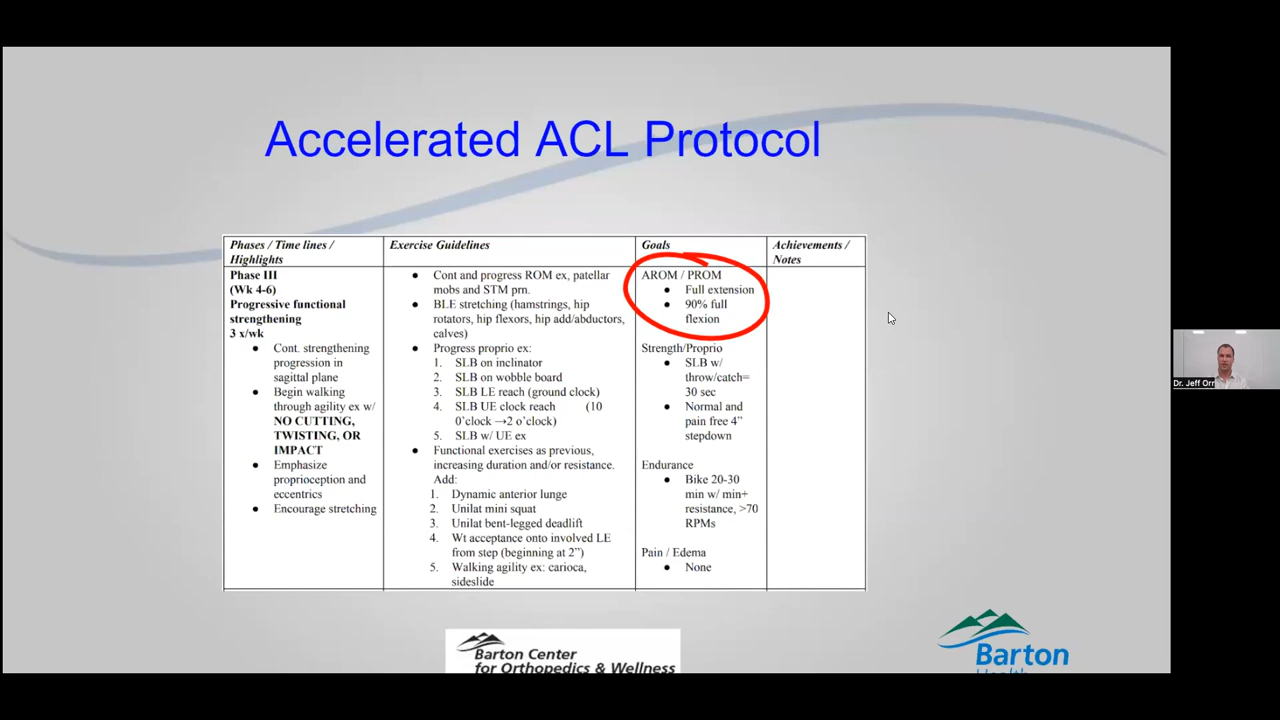 Accelerated ACL Protocol
Phases / Time lines /
Highlights
Exercise Guidelines
Goals
Achievements /
Notes
Phase III
(Wk 4-6)
Progressive functional
strengthening
3 x/wk
● Cont. strengthening
progression in
sagittal plane
● Begin walking
through agility ex w/
NO CUTTING,
TWISTING, OR
IMPACT
● Emphasize
proprioception and
eccentrics
● Encourage stretching
● Cont and progress ROM ex, patellar
mobs and STM prn.
● BLE stretching (hamstrings, hip
rotators, hip flexors, hip add/abductors,
calves)
● Progress proprio ex:
1. SLB on inclinator
2. SLB on wobble board
3. SLB LE reach (ground clock)
4. SLB UE clock reach (10
0'clock →2 o'clock)
5. SLB w/ UE ex
● Functional exercises as previous,
increasing duration and/or resistance.
Add:
1. Dynamic anterior lunge
2. Unilat mini squat
3. Unilat bent-legged deadlift
4. Wt acceptance onto involved LE
from step (beginning at 2”)
5. Walking agility ex: carioca,
sideslide
AROM / PROM
● Full extension
● 90% full
flexion
Strength/Proprio
● SLB w/
throw/catch=
30 sec
● Normal and
pain free 4”
stepdown
Endurance
● Bike 20-30
min w/ min+
resistance, >70
RPMs
Pain / Edema
● None
Barton Center
for Orthopedics & Wellness
Barton
Health
Dr. Jeff Orr